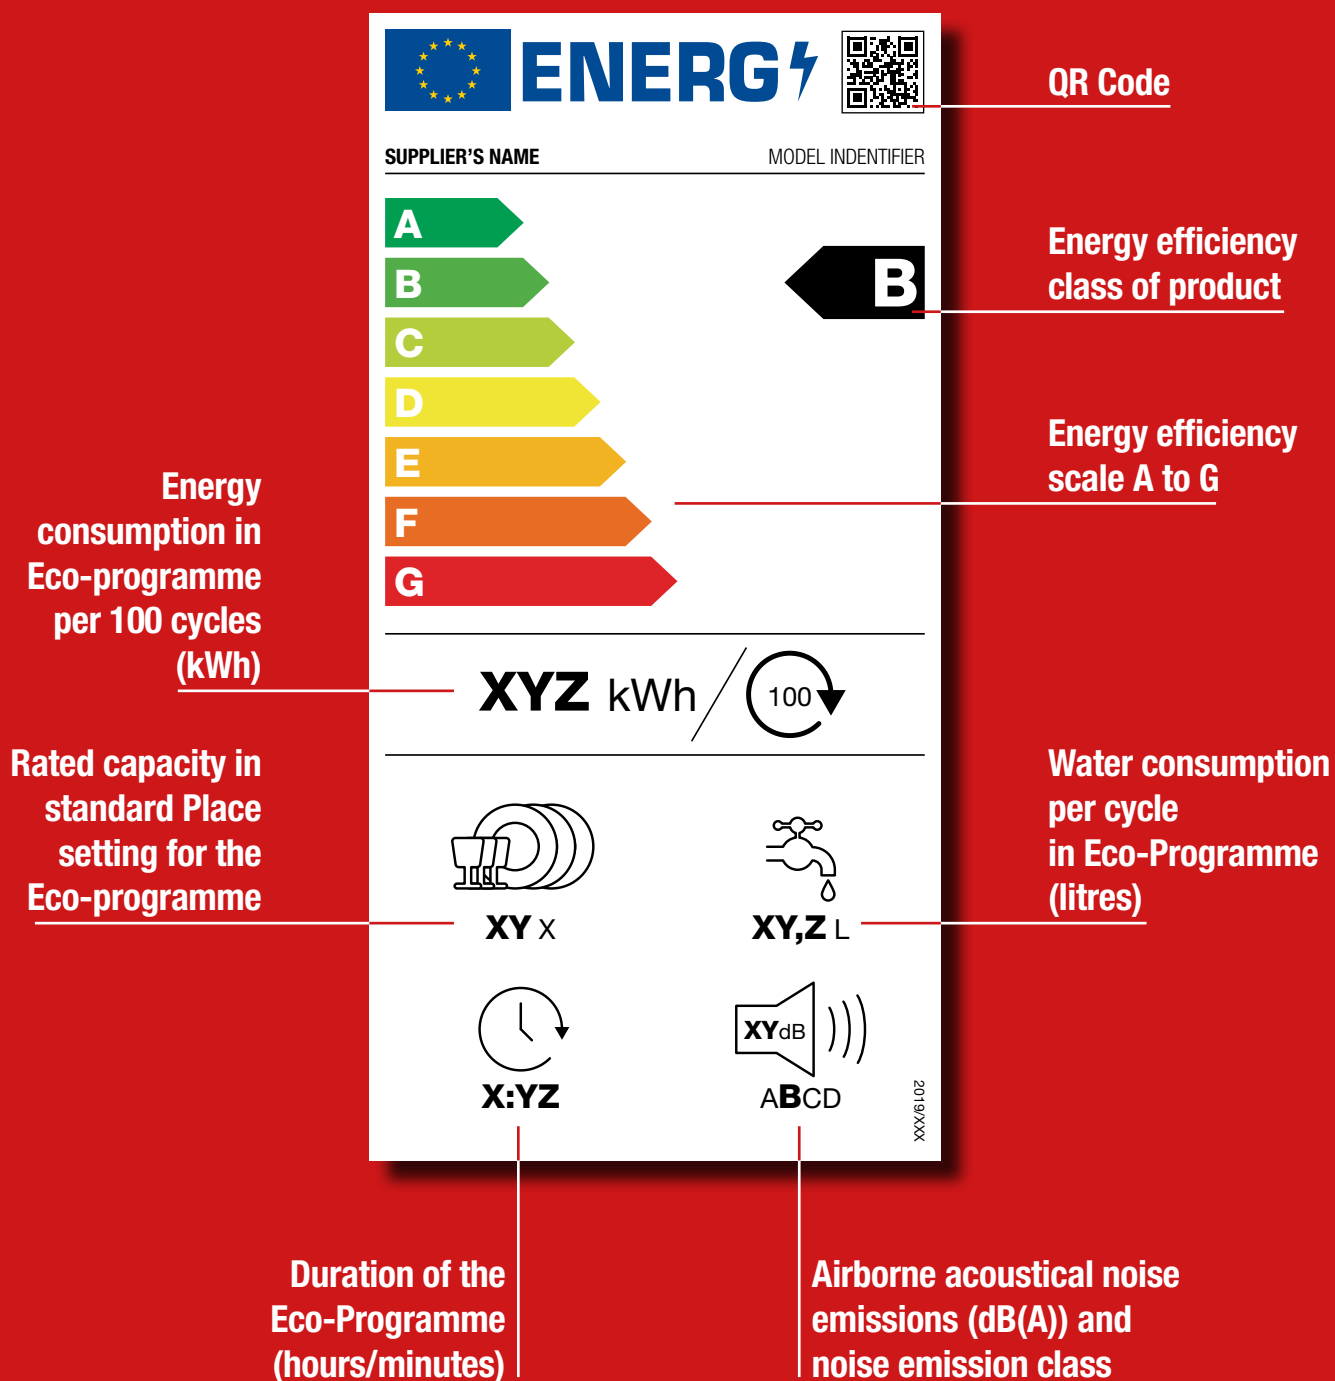 ENERG
QR Code
SUPPLIER'S NAME
MODEL INDENTIFIER
A
B
C
D
E
F
G
B
Energy efficiency
class of product
Energy efficiency
scale A to G
Energy
consumption in
Eco-programme
per 100 cycles
(kWh)
XYZ kWh
100
Rated capacity in
standard Place
setting for the
Eco-programme
XY X
XY,Z L
Water consumption
per cycle
in Eco-Programme
(litres)
X:YZ
XYdB
ABCD
2019/XXX
Duration of the
Eco-Programme
(hours/minutes)
Airborne acoustical noise
emissions (dB(A)) and
noise emission class